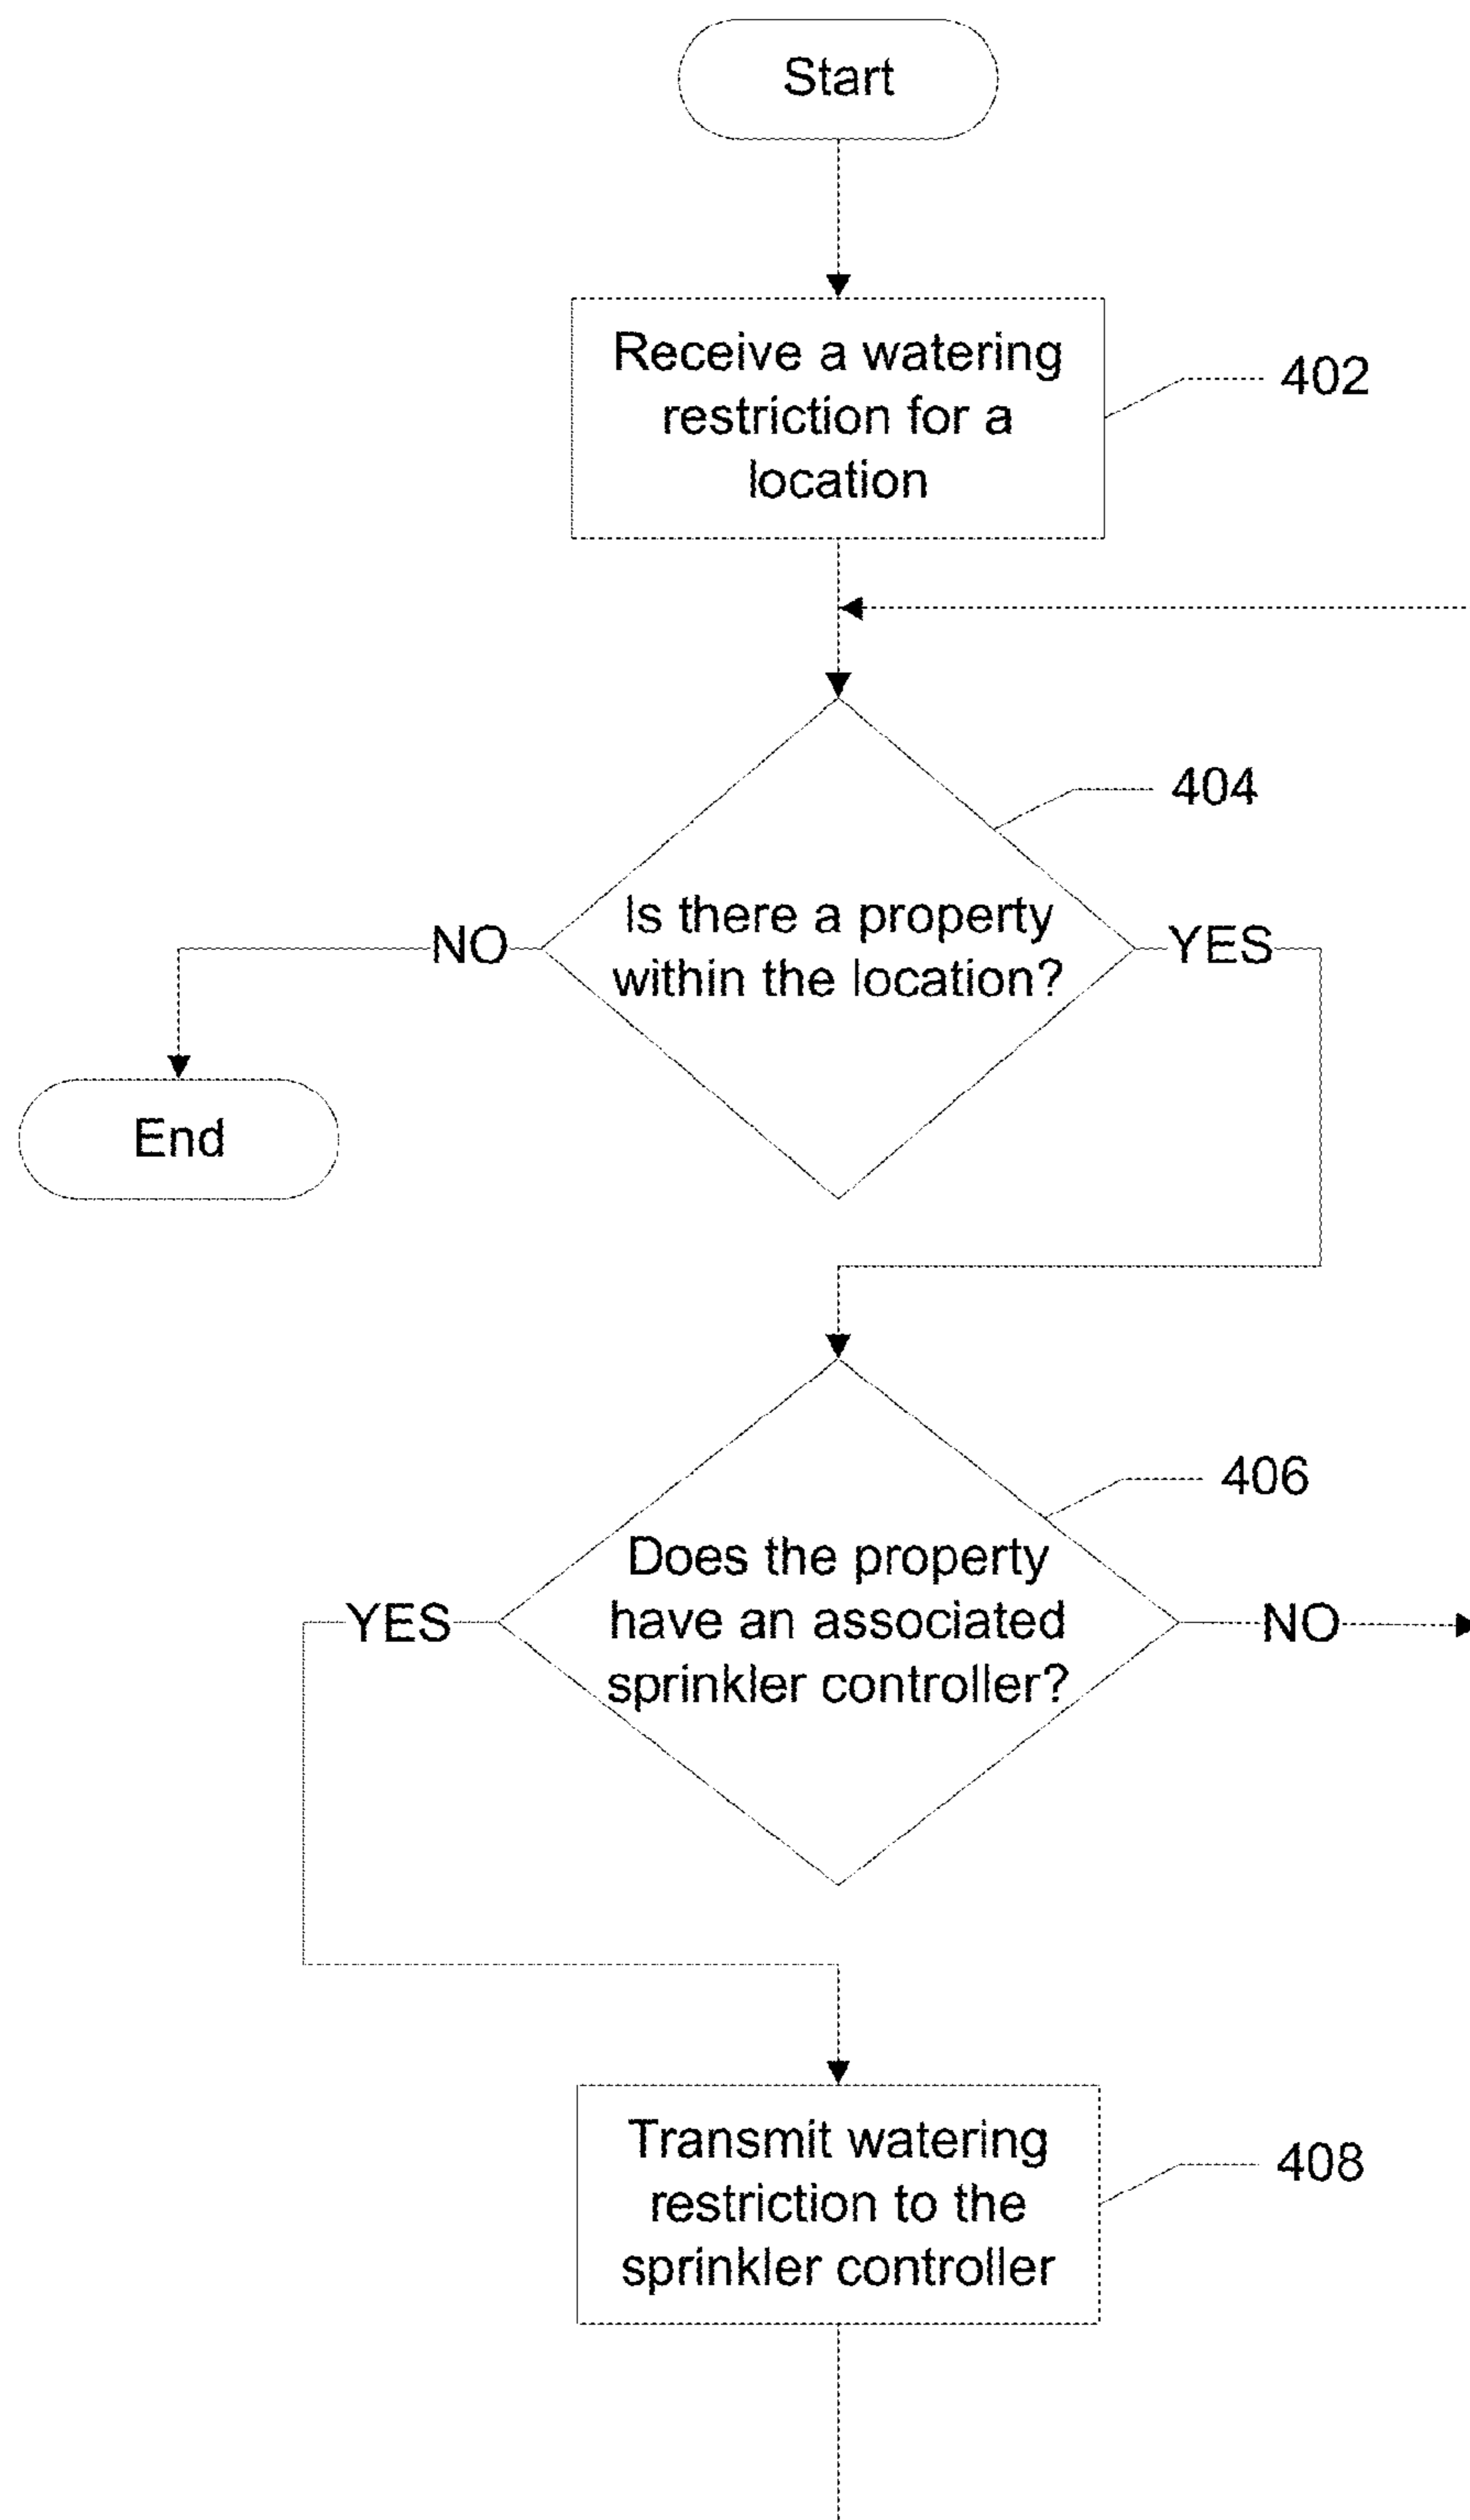 Start
Receive a watering
restriction for a
location
402
404
Is there a property
within the location?
NO
YES
End
406
Does the property
have an associated
sprinkler controller?
YES
NO
Transmit watering
restriction to the
sprinkler controller
408